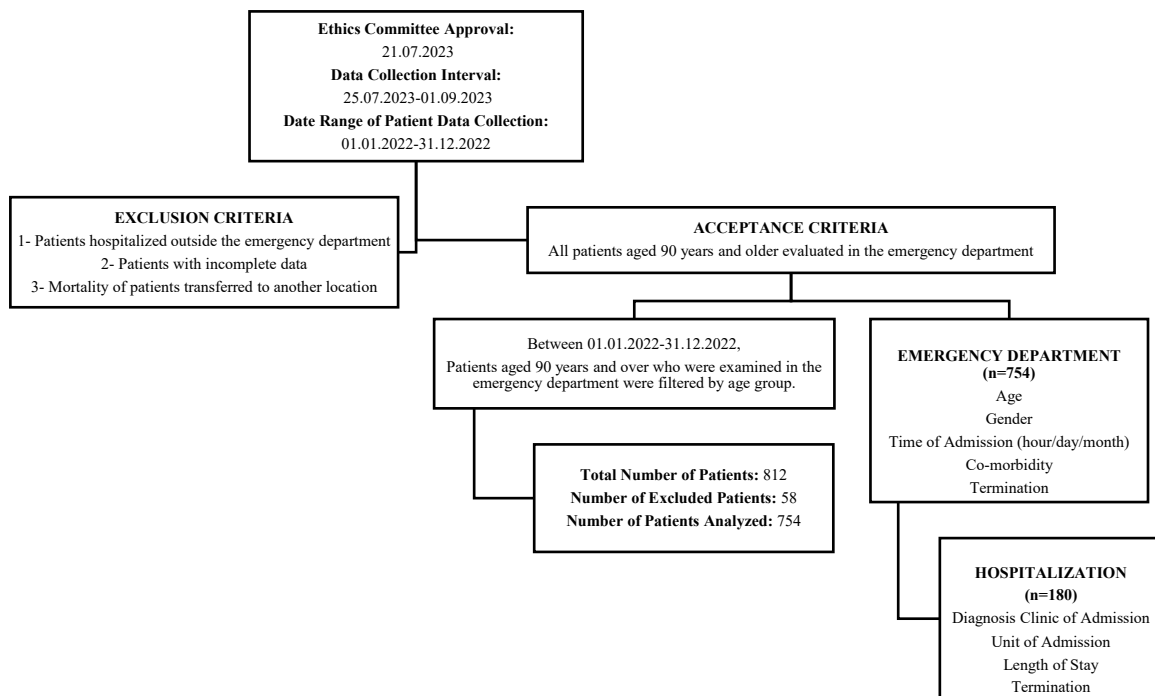 Ethics Committee Approval:
21.07.2023
Data Collection Interval:
25.07.2023-01.09.2023
Date Range of Patient Data Collection:
01.01.2022-31.12.2022
EXCLUSION CRITERIA
1- Patients hospitalized outside the emergency department
2- Patients with incomplete data
3- Mortality of patients transferred to another location
ACCEPTANCE CRITERIA
All patients aged 90 years and older evaluated in the emergency department
Between 01.01.2022-31.12.2022,
Patients aged 90 years and over who were examined in the
emergency department were filtered by age group.
Total Number of Patients: 812
Number of Excluded Patients: 58
Number of Patients Analyzed: 754
EMERGENCY DEPARTMENT
(n=754)
Age
Gender
Time of Admission (hour/day/month)
Co-morbidity
Termination
HOSPITALIZATION
(n=180)
Diagnosis Clinic of Admission
Unit of Admission
Length of Stay
Termination